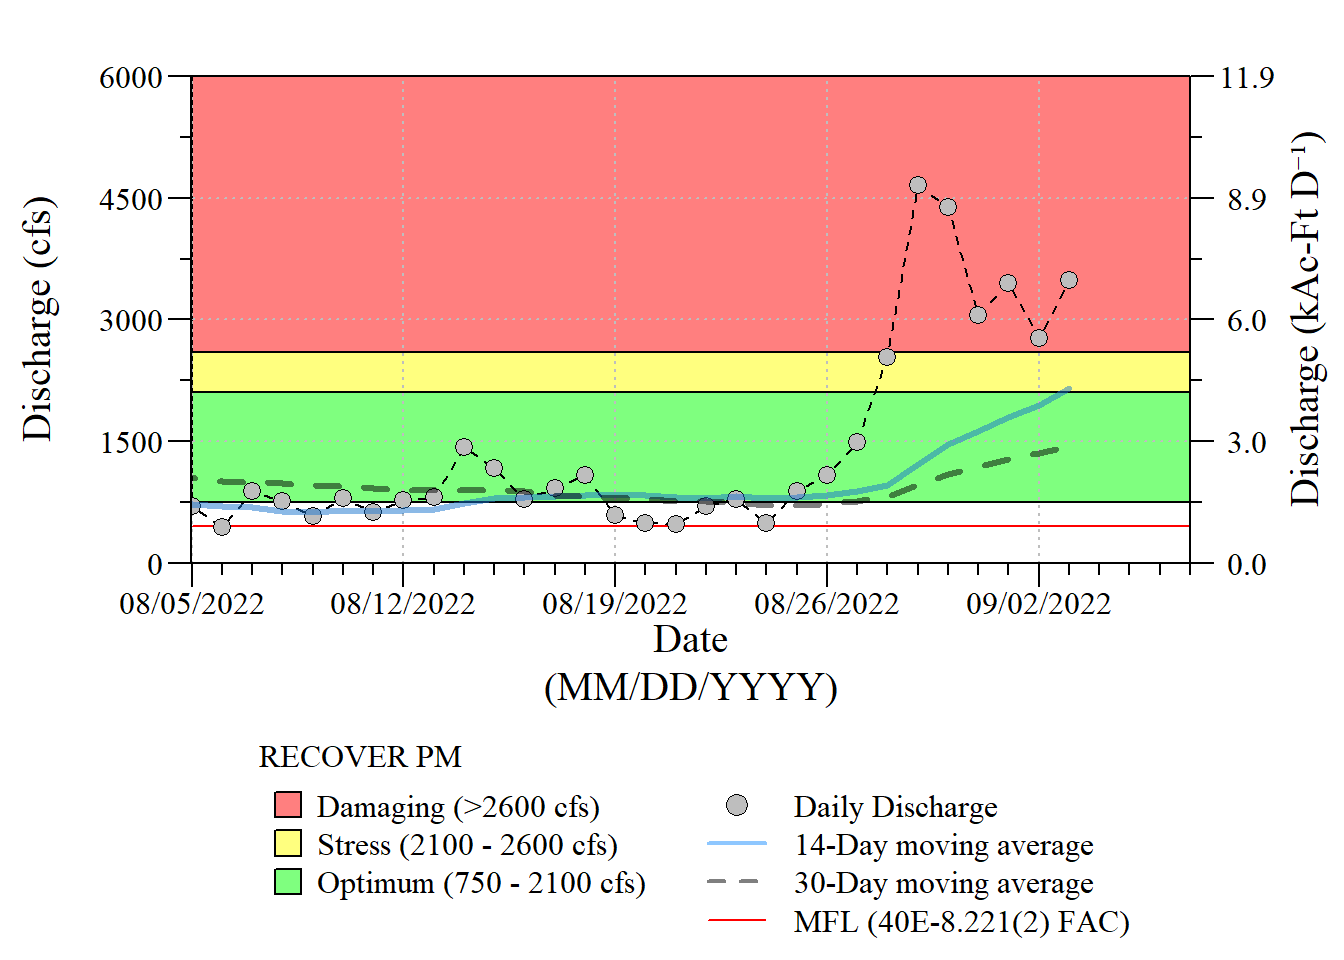 6000
4500
3000
1500
0
Discharge (cfs)
11.9
8.9
6.0
3.0
0.0
Discharge (kAc-Ft D⁻¹)
08/05/2022 08/12/2022 08/19/2022 08/26/2022 09/02/2022
Date
(MM/DD/YYYY)
RECOVER PM
Damaging (>2600 cfs)
Stress (2100 - 2600 cfs)
Optimum (750 - 2100 cfs)
Daily Discharge
14-Day moving average
30-Day moving average
MFL (40E-8.221(2) FAC)